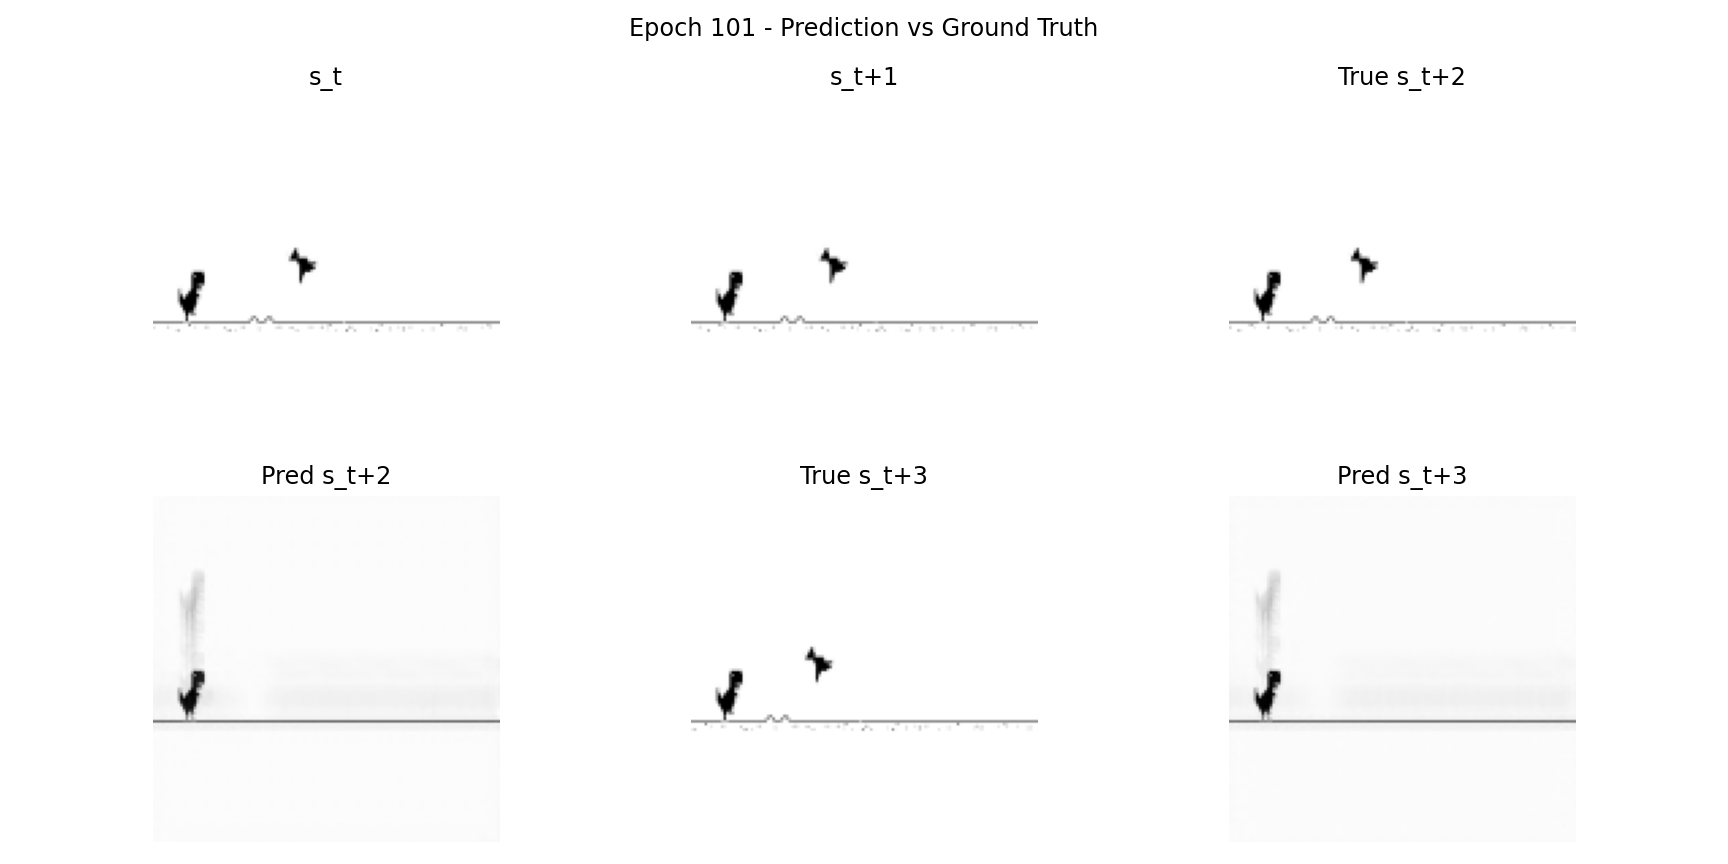 Epoch 101 - Prediction vs Ground Truth
s_t
s_t+1
True s_t+2
Pred s_t+2
True s_t+3
Pred s_t+3